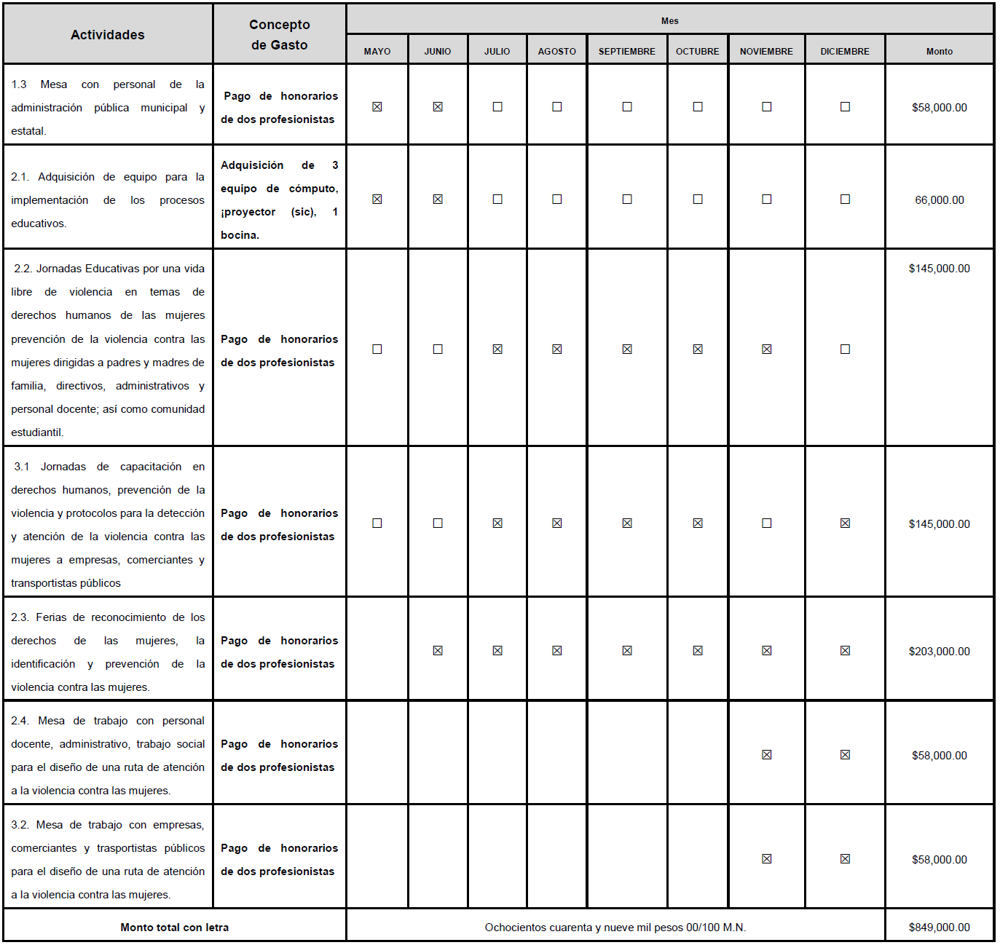 Actividades
Concepto
de Gasto
Mes
MAYO JUNIO JULIO AGOSTO SEPTIEMBRE OCTUBRE NOVIEMBRE DICIEMBRE Monto
1.3 Mesa con personal de la
administración pública municipal y
estatal.
Pago de honorarios
de dos profesionistas
☒ ☒ ☐ ☐ ☐ ☐ ☐ ☐ $58,000.00
2.1. Adquisición de equipo para la
implementación de los procesos
educativos.
Adquisición de 3
equipo de cómputo,
¡proyector (sic), 1
bocina.
☒ ☒ ☐ ☐ ☐ ☐ ☐ ☐ 66,000.00
2.2. Jornadas Educativas por una vida
libre de violencia en temas de
derechos humanos de las mujeres
prevención de la violencia contra las
mujeres dirigidas a padres y madres de
familia, directivos, administrativos y
personal docente; así como comunidad
estudiantil.
Pago de honorarios
de dos profesionistas
☐ ☐ ☒ ☒ ☒ ☒ ☒ ☐ $145,000.00
3.1 Jornadas de capacitación en
derechos humanos, prevención de la
violencia y protocolos para la detección
y atención de la violencia contra las
mujeres a empresas, comerciantes y
transportistas públicos
Pago de honorarios
de dos profesionistas
☐ ☐ ☒ ☒ ☒ ☒ ☐ ☒ $145,000.00
2.3. Ferias de reconocimiento de los
derechos de las mujeres, la
identificación y prevención de la
violencia contra las mujeres.
Pago de honorarios
de dos profesionistas
☒ ☒ ☒ ☒ ☒ ☒ ☒ $203,000.00
2.4. Mesa de trabajo con personal
docente, administrativo, trabajo social
para el diseño de una ruta de atención
a la violencia contra las mujeres.
Pago de honorarios
de dos profesionistas
☒ ☒ $58,000.00
3.2. Mesa de trabajo con empresas,
comerciantes y trasportistas públicos
para el diseño de una ruta de atención
a la violencia contra las mujeres.
Pago de honorarios
de dos profesionistas
☒ ☒ $58,000.00
Monto total con letra Ochocientos cuarenta y nueve mil pesos 00/100 M.N. $849,000.00